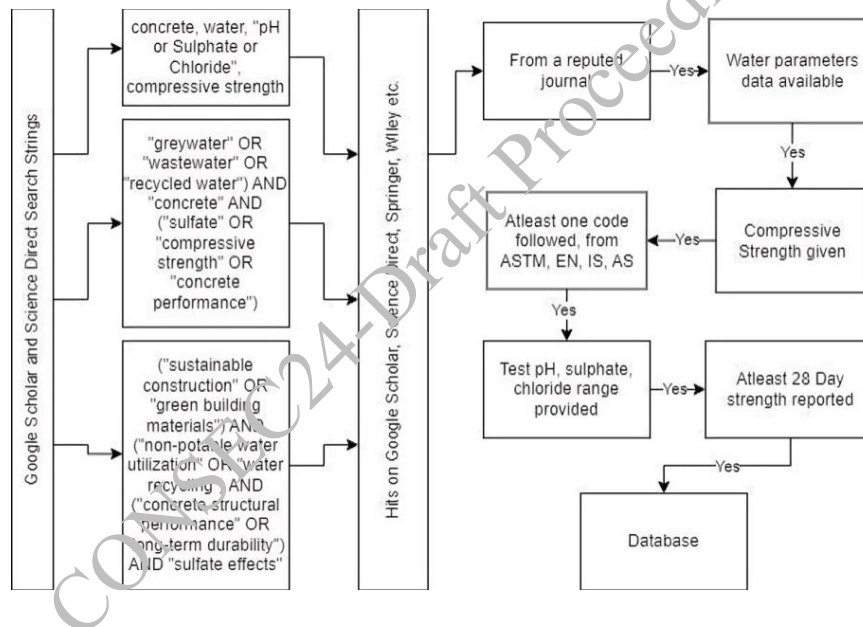 Google Scholar and Science Direct Search Strings
concrete, water, "pH
or Sulphate or
Chloride",
compressive strength
"greywater" OR
"wastewater" OR
"recycled water") AND
"concrete" AND
("sulfate" OR
"compressive
strength" OR
"concrete
performance")
("sustainable
construction" OR
"green building
materials") AND
("non-potable water
utilization" OR "water
recycling") AND
("concrete structural
performance" OR
"long-term durability")
AND "sulfate effects"
Hits on Google Scholar, Science Direct, Springer, WIley etc.
From a reputed
journal
Yes
Water parameters
data available
Yes
Compressive
Strength given
Yes
Atleast one code
followed, from
ASTM, EN, IS, AS
Yes
Test pH, sulphate,
chloride range
provided
Yes
Atleast 28 Day
strength reported
Yes
Database
CONSEC24-Draft Proceedi